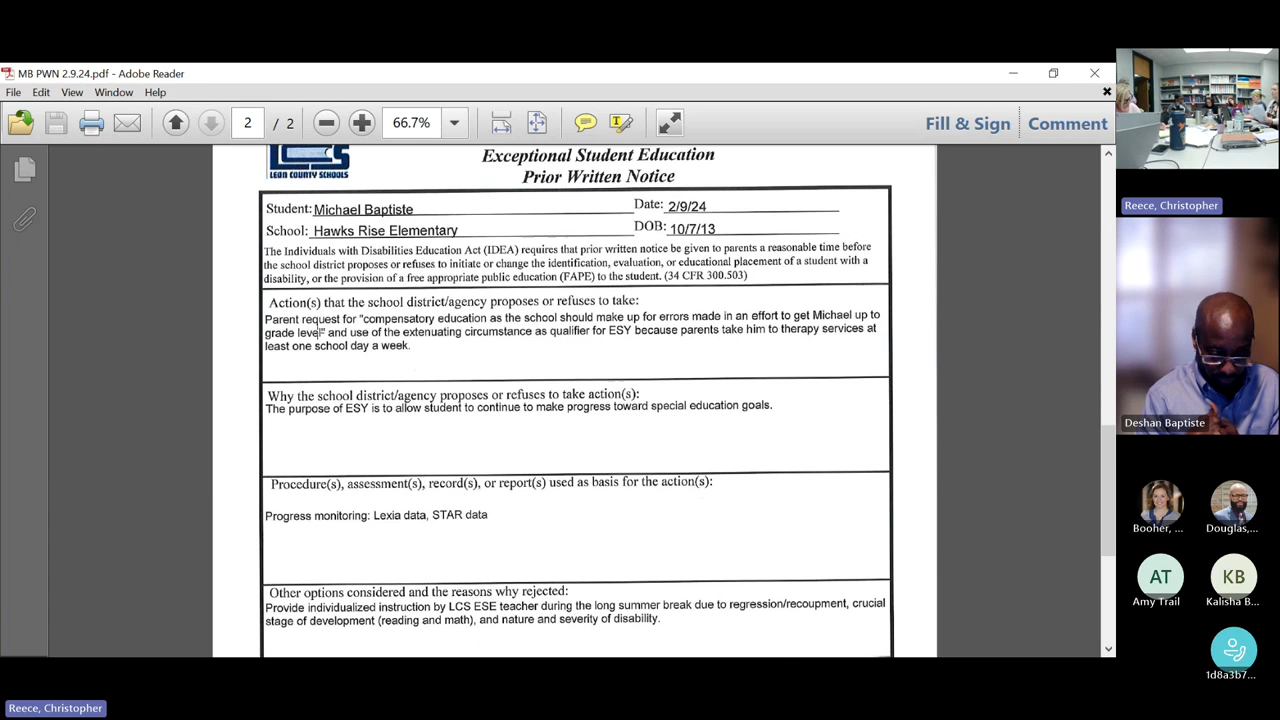 MB PWN 2.9.24.pdf - Adobe Reader
File Edit View Window Help
2 / 2 66.7% Fill & Sign Comment
LCS
LEON COUNTY SCHOOLS
Exceptional Student Education
Prior Written Notice
Student: Michael Baptiste Date: 2/9/24
School: Hawks Rise Elementary DOB: 10/7/13
The Individuals with Disabilities Education Act (IDEA) requires that prior written notice be given to parents a reasonable time before
the school district proposes or refuses to initiate or change the identification, evaluation, or educational placement of a student with a
disability, or the provision of a free appropriate public education (FAPE) to the student. (34 CFR 300.503)
Action(s) that the school district/agency proposes or refuses to take:
Parent request for "compensatory education as the school should make up for errors made in an effort to get Michael up to
grade level" and use of the extenuating circumstance as qualifier for ESY because parents take him to therapy services at
least one school day a week.
Why the school district/agency proposes or refuses to take action(s):
The purpose of ESY is to allow student to continue to make progress toward special education goals.
Procedure(s), assessment(s), record(s), or report(s) used as basis for the action(s):
Progress monitoring: Lexia data, STAR data
Other options considered and the reasons why rejected:
Provide individualized instruction by LCS ESE teacher during the long summer break due to regression/recoupment, crucial
stage of development (reading and math), and nature and severity of disability.
Reece, Christopher
Deshan Baptiste
Booher, ...
Douglas,...
AT
Amy Trail
KB
Kalisha B...
1d8a3b7...
Reece, Christopher